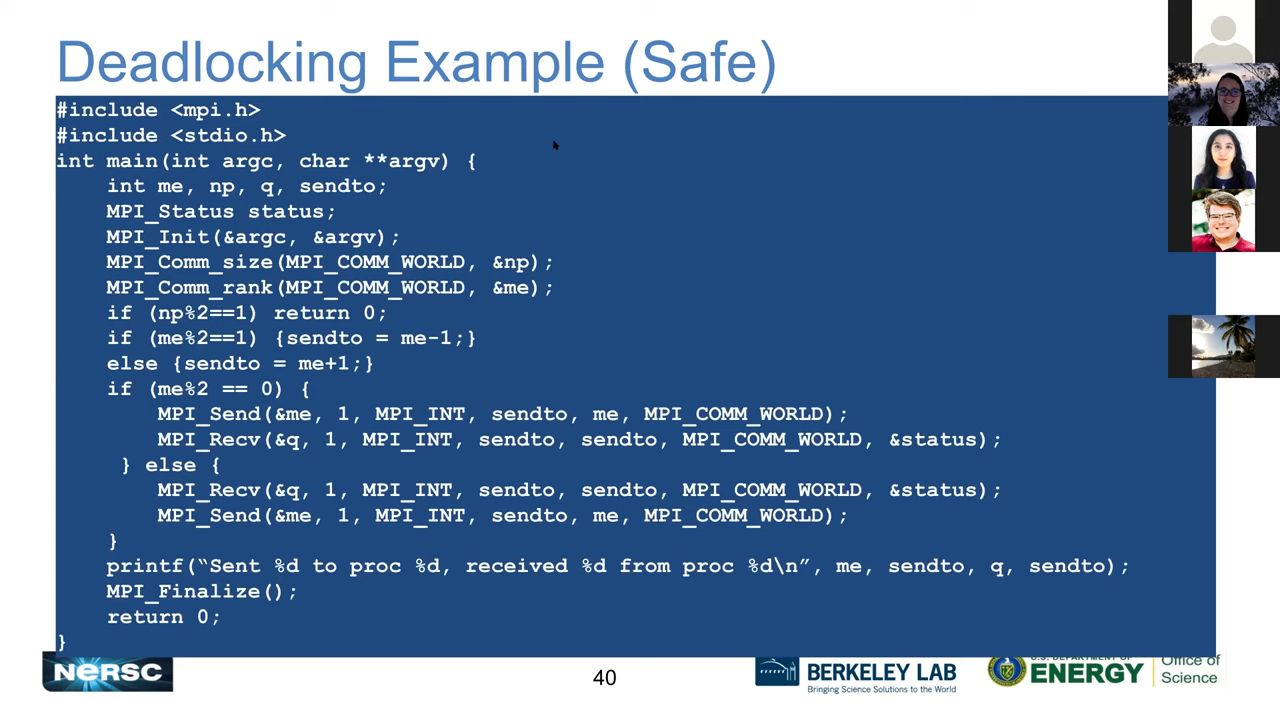 Deadlocking Example (Safe)
#include <mpi.h>
#include <stdio.h>
int main(int argc, char **argv) {
int me, np, q, sendto;
MPI_Status status;
MPI_Init(&argc, &argv);
MPI_Comm_size(MPI_COMM_WORLD, &np);
MPI_Comm_rank(MPI_COMM_WORLD, &me);
if (np%2==1) return 0;
if (me%2==1) {sendto = me-1;}
else {sendto = me+1;}
if (me%2 == 0) {
MPI_Send(&me, 1, MPI_INT, sendto, me, MPI_COMM_WORLD);
MPI_Recv(&q, 1, MPI_INT, sendto, sendto, MPI_COMM_WORLD, &status);
} else {
MPI_Recv(&q, 1, MPI_INT, sendto, sendto, MPI_COMM_WORLD, &status);
MPI_Send(&me, 1, MPI_INT, sendto, me, MPI_COMM_WORLD);
}
printf(“Sent %d to proc %d, received %d from proc %d\n”, me, sendto, q, sendto);
MPI_Finalize();
return 0;
}
NERSC
40
BERKELEY LAB
Bringing Science Solutions to the World
U.S. DEPARTMENT OF
ENERGY
Office of
Science